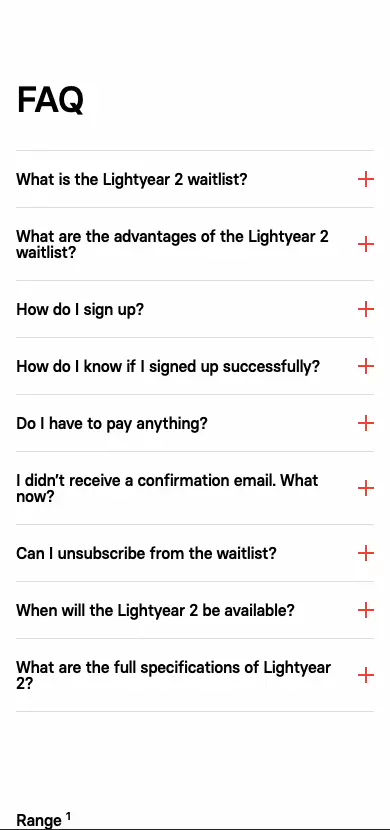 FAQ
What is the Lightyear 2 waitlist?
What are the advantages of the Lightyear 2
waitlist?
How do I sign up?
How do I know if I signed up successfully?
Do I have to pay anything?
I didn’t receive a confirmation email. What
now?
Can I unsubscribe from the waitlist?
When will the Lightyear 2 be available?
What are the full specifications of Lightyear
2?
Range ¹